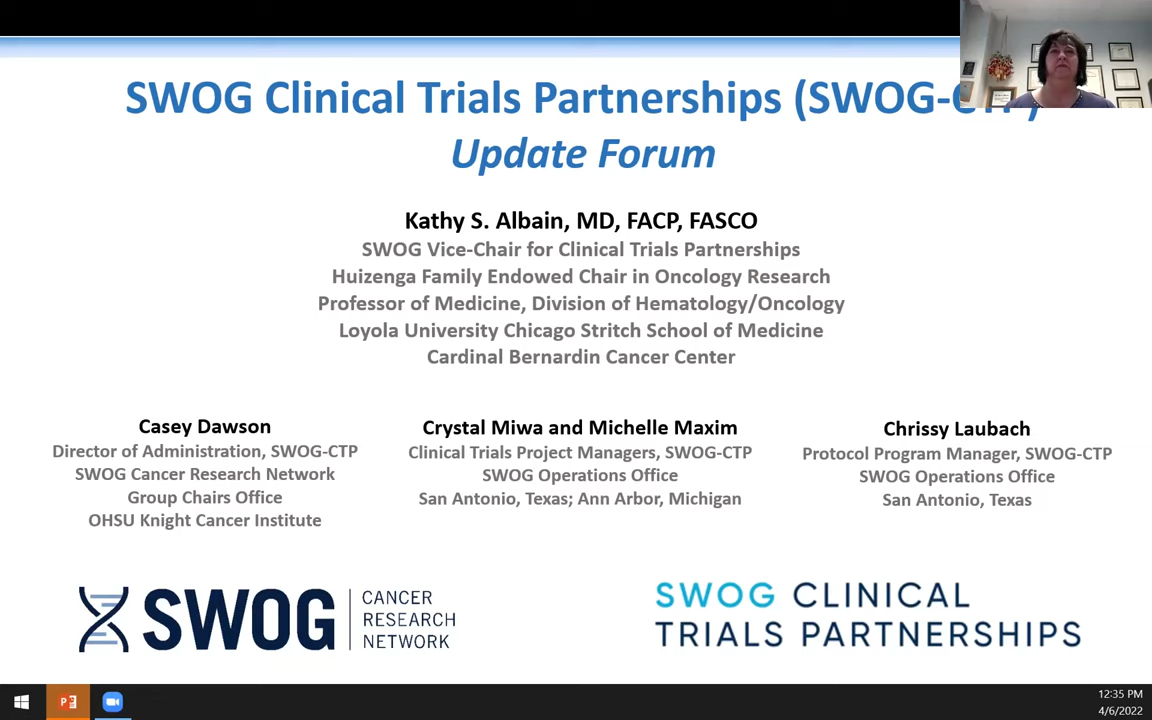 SWOG Clinical Trials Partnerships (SWOG-
Update Forum
Kathy S. Albain, MD, FACP, FASCO
SWOG Vice-Chair for Clinical Trials Partnerships
Huizenga Family Endowed Chair in Oncology Research
Professor of Medicine, Division of Hematology/Oncology
Loyola University Chicago Stritch School of Medicine
Cardinal Bernardin Cancer Center
Casey Dawson
Director of Administration, SWOG-CTP
SWOG Cancer Research Network
Group Chairs Office
OHSU Knight Cancer Institute
Crystal Miwa and Michelle Maxim
Clinical Trials Project Managers, SWOG-CTP
SWOG Operations Office
San Antonio, Texas; Ann Arbor, Michigan
Chrissy Laubach
Protocol Program Manager, SWOG-CTP
SWOG Operations Office
San Antonio, Texas
SWOG
CANCER
RESEARCH
NETWORK
SWOG CLINICAL
TRIALS PARTNERSHIPS
12:35 PM
4/6/2022